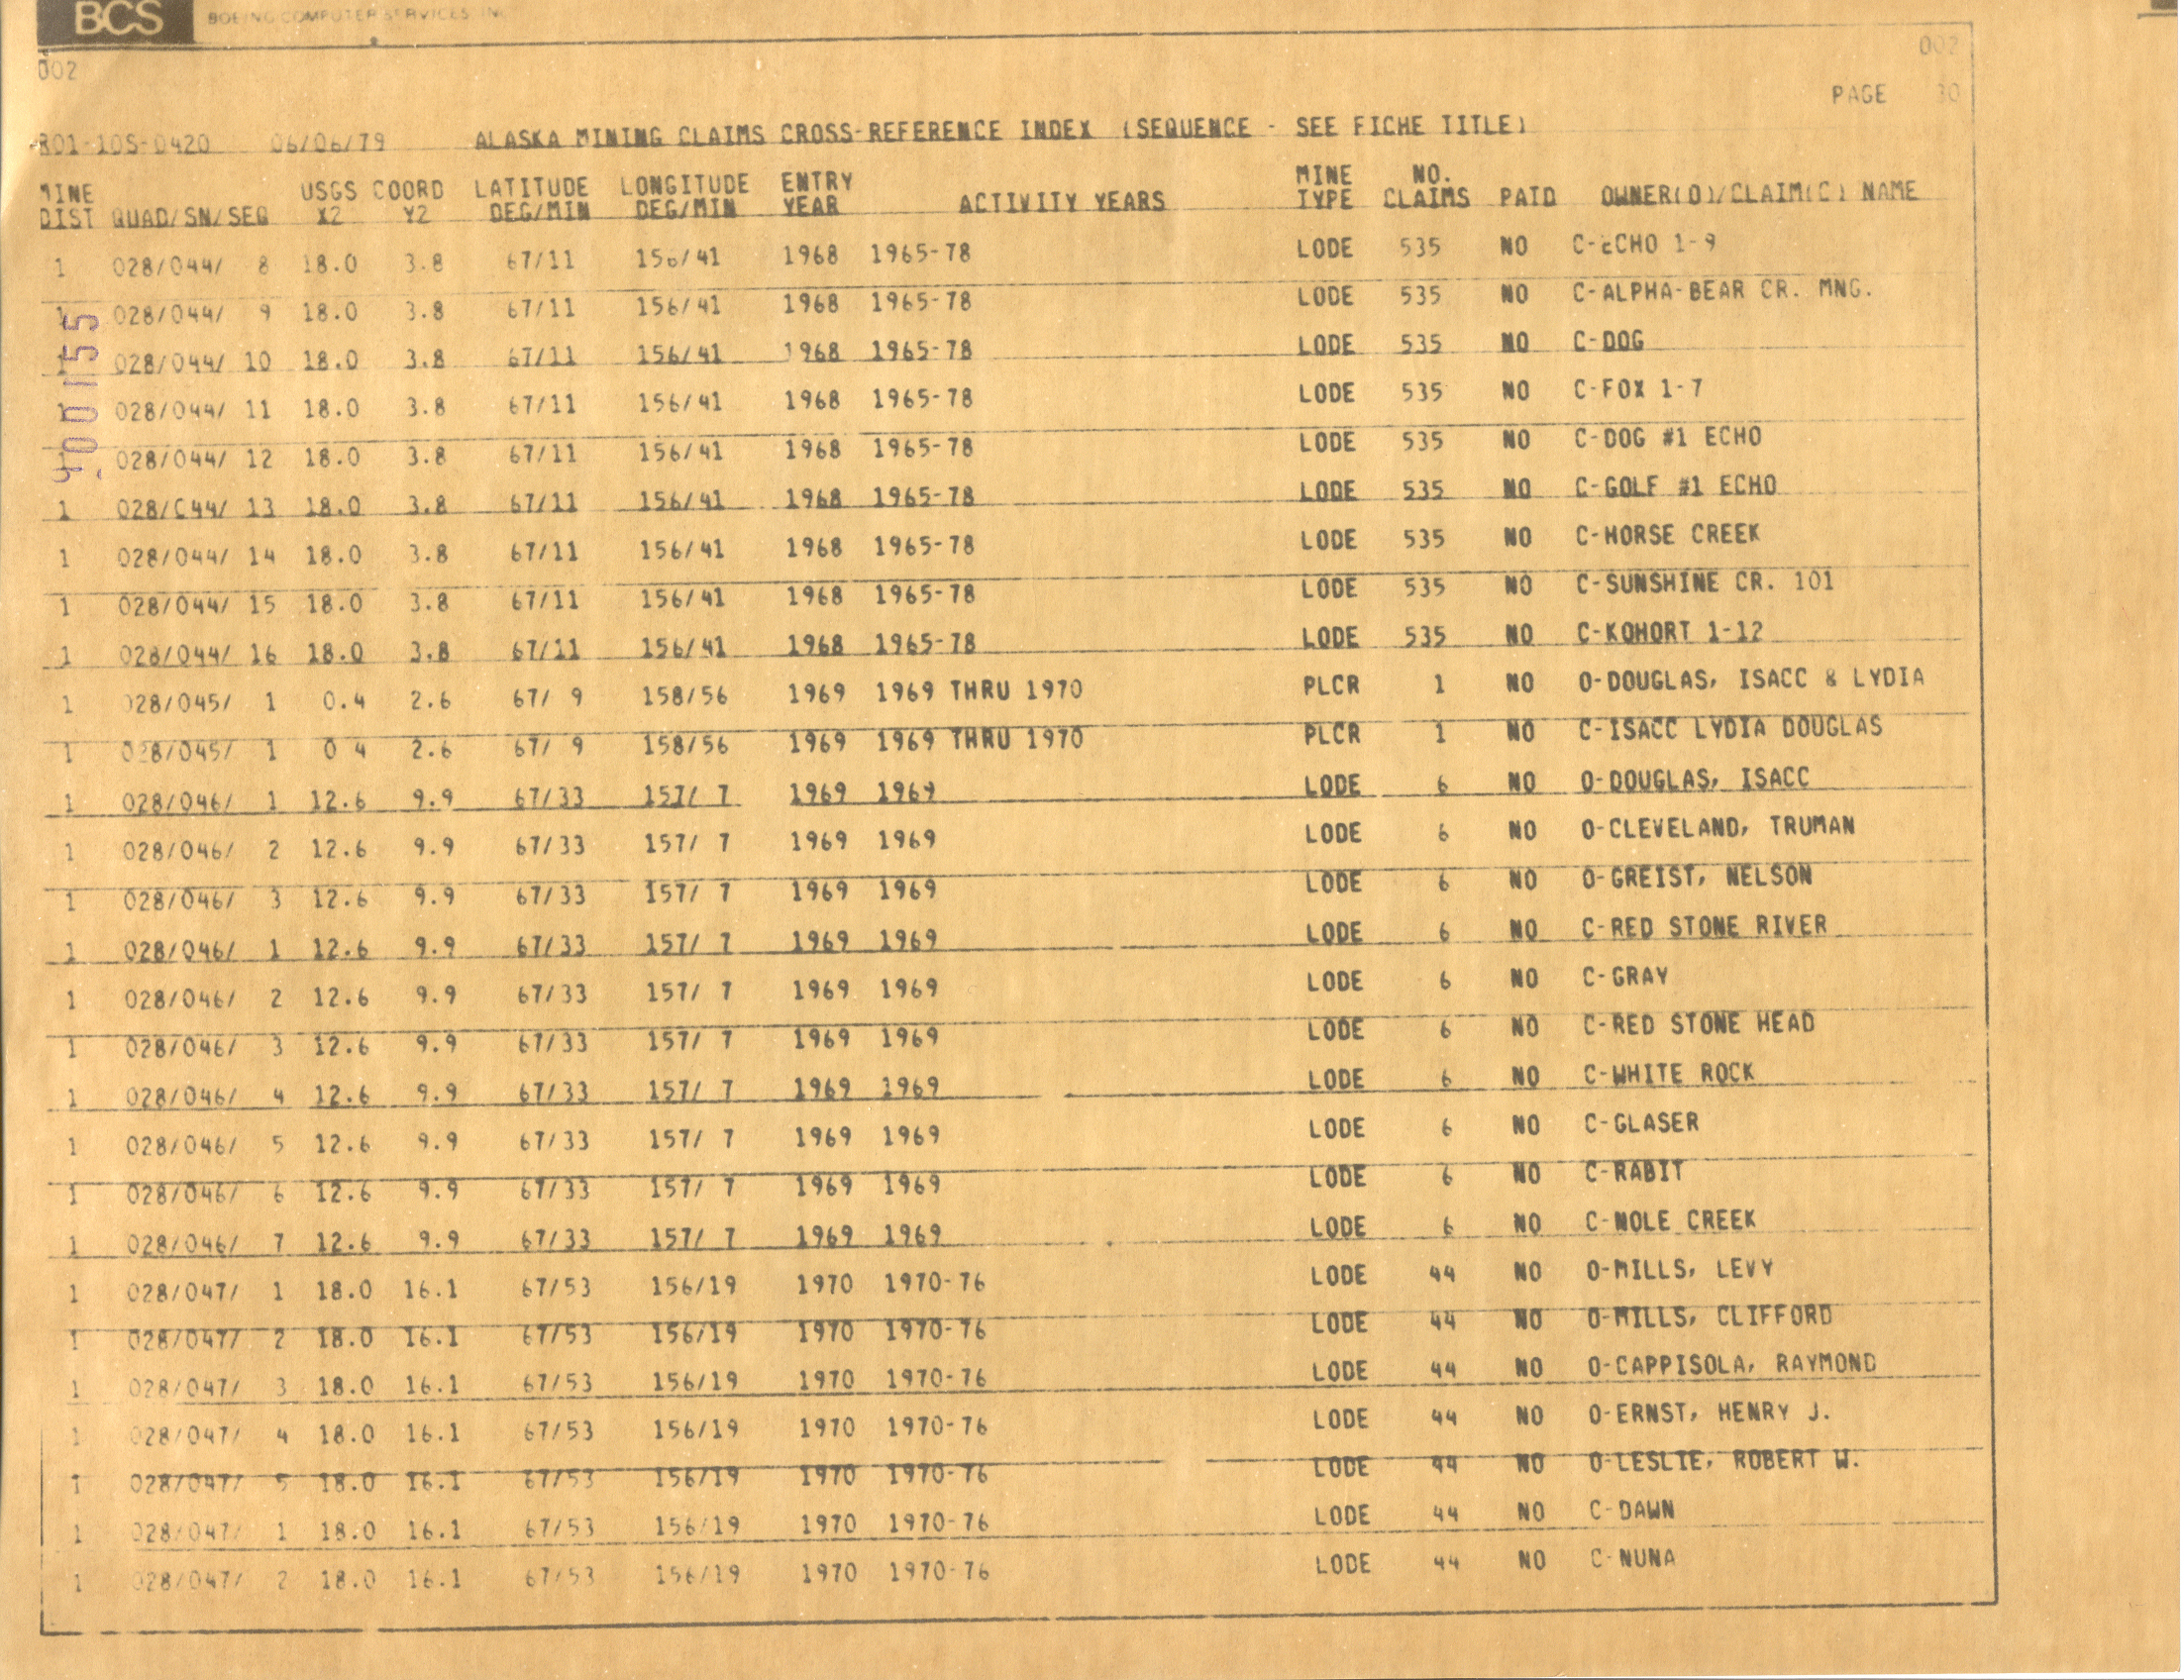 BCS BOEING COMPUTER SERVICES, INC
002 002
PAGE 30
801-10S-0420 06/06/79 ALASKA MINING CLAIMS CROSS-REFERENCE INDEX (SEQUENCE - SEE FICHE TITLE)
MINE USGS COORD LATITUDE LONGITUDE ENTRY MINE NO.
DIST QUAD/SN/SEQ X2 Y2 DEG/MIN DEG/MIN YEAR ACTIVITY YEARS TYPE CLAIMS PAID OWNER(O)/CLAIM(C) NAME
1 028/044/ 8 18.0 3.8 67/11 156/41 1968 1965-78 LODE 535 NO C-ECHO 1-9
1 028/044/ 9 18.0 3.8 67/11 156/41 1968 1965-78 LODE 535 NO C-ALPHA-BEAR CR. MNG.
1 028/044/ 10 18.0 3.8 67/11 156/41 1968 1965-78 LODE 535 NO C-DOG
1 028/044/ 11 18.0 3.8 67/11 156/41 1968 1965-78 LODE 535 NO C-FOX 1-7
1 028/044/ 12 18.0 3.8 67/11 156/41 1968 1965-78 LODE 535 NO C-DOG #1 ECHO
1 028/C44/ 13 18.0 3.8 67/11 156/41 1968 1965-78 LODE 535 NO C-GOLF #1 ECHO
1 028/044/ 14 18.0 3.8 67/11 156/41 1968 1965-78 LODE 535 NO C-HORSE CREEK
1 028/044/ 15 18.0 3.8 67/11 156/41 1968 1965-78 LODE 535 NO C-SUNSHINE CR. 101
1 028/044/ 16 18.0 3.8 67/11 156/41 1968 1965-78 LODE 535 NO C-KOHORT 1-12
1 028/045/ 1 0.4 2.6 67/ 9 158/56 1969 1969 THRU 1970 PLCR 1 NO O-DOUGLAS, ISACC & LYDIA
1 028/045/ 1 0 4 2.6 67/ 9 158/56 1969 1969 THRU 1970 PLCR 1 NO C-ISACC LYDIA DOUGLAS
1 028/046/ 1 12.6 9.9 67/33 157/ 7 1969 1969 LODE 6 NO O-DOUGLAS, ISACC
1 028/046/ 2 12.6 9.9 67/33 157/ 7 1969 1969 LODE 6 NO O-CLEVELAND, TRUMAN
1 028/046/ 3 12.6 9.9 67/33 157/ 7 1969 1969 LODE 6 NO O-GREIST, NELSON
1 028/046/ 1 12.6 9.9 67/33 157/ 7 1969 1969 LODE 6 NO C-RED STONE RIVER
1 028/046/ 2 12.6 9.9 67/33 157/ 7 1969 1969 LODE 6 NO C-GRAY
1 028/046/ 3 12.6 9.9 67/33 157/ 7 1969 1969 LODE 6 NO C-RED STONE HEAD
1 028/046/ 4 12.6 9.9 67/33 157/ 7 1969 1969 LODE 6 NO C-WHITE ROCK
1 028/046/ 5 12.6 9.9 67/33 157/ 7 1969 1969 LODE 6 NO C-GLASER
1 028/046/ 6 12.6 9.9 67/33 157/ 7 1969 1969 LODE 6 NO C-RABIT
1 028/046/ 7 12.6 9.9 67/33 157/ 7 1969 1969 LODE 6 NO C-NOLE CREEK
1 028/047/ 1 18.0 16.1 67/53 156/19 1970 1970-76 LODE 44 NO O-MILLS, LEVY
1 028/047/ 2 18.0 16.1 67/53 156/19 1970 1970-76 LODE 44 NO O-MILLS, CLIFFORD
1 028/047/ 3 18.0 16.1 67/53 156/19 1970 1970-76 LODE 44 NO O-CAPPISOLA, RAYMOND
1 028/047/ 4 18.0 16.1 67/53 156/19 1970 1970-76 LODE 44 NO O-ERNST, HENRY J.
1 028/047/ 5 18.0 16.1 67/53 156/19 1970 1970-76 LODE 44 NO O-LESLIE, ROBERT W.
1 028/047/ 1 18.0 16.1 67/53 156/19 1970 1970-76 LODE 44 NO C-DAWN
1 028/047/ 2 18.0 16.1 67/53 156/19 1970 1970-76 LODE 44 NO C-NUNA
400155